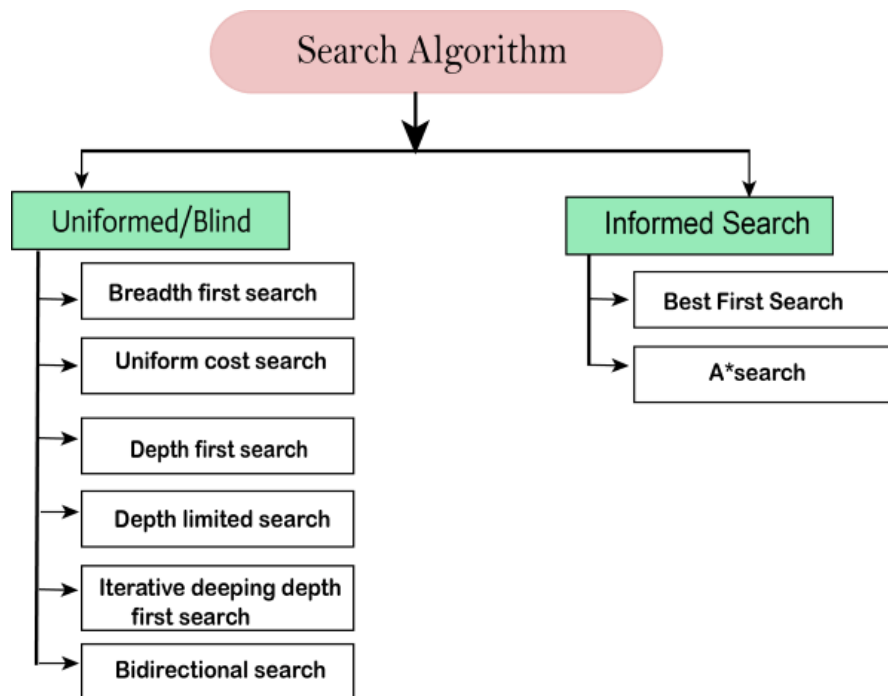 Search Algorithm
Uniformed/Blind
Breadth first search
Uniform cost search
Depth first search
Depth limited search
Iterative deeping depth
first search
Bidirectional search
Informed Search
Best First Search
A*search